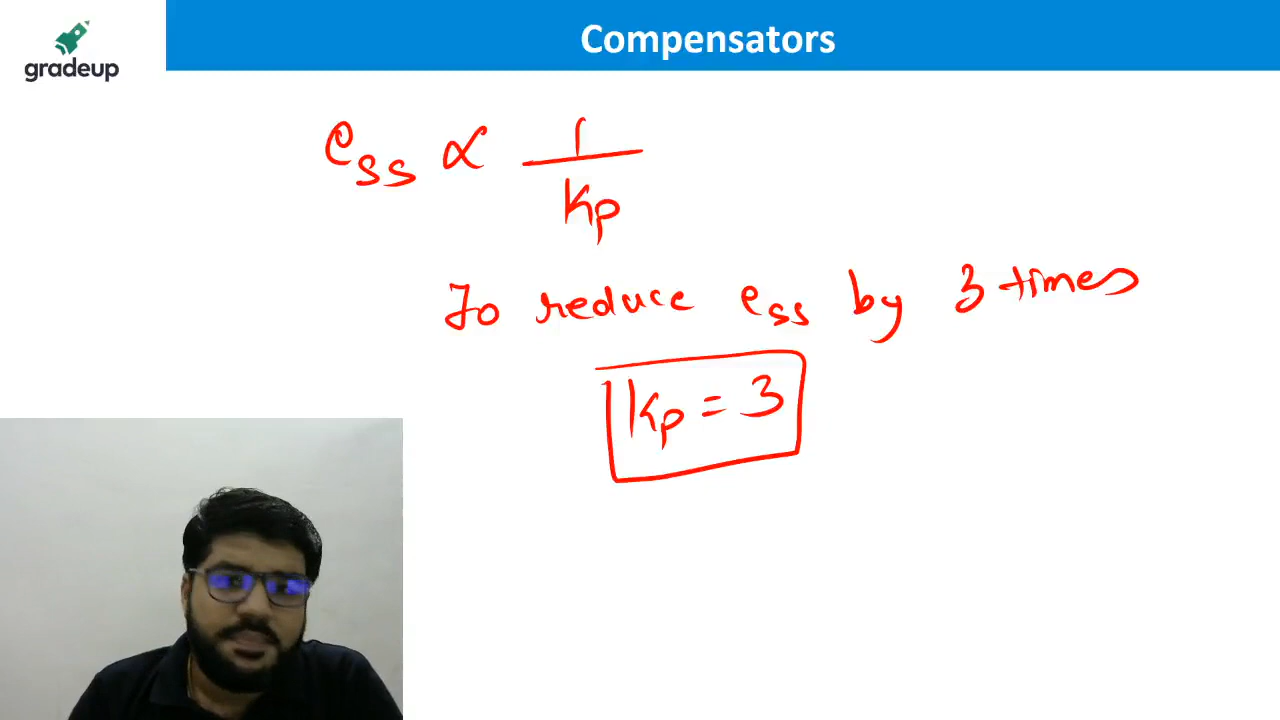 Compensators
gradeup
ess ∝ 1/Kp
To reduce ess by 3 times
Kp = 3